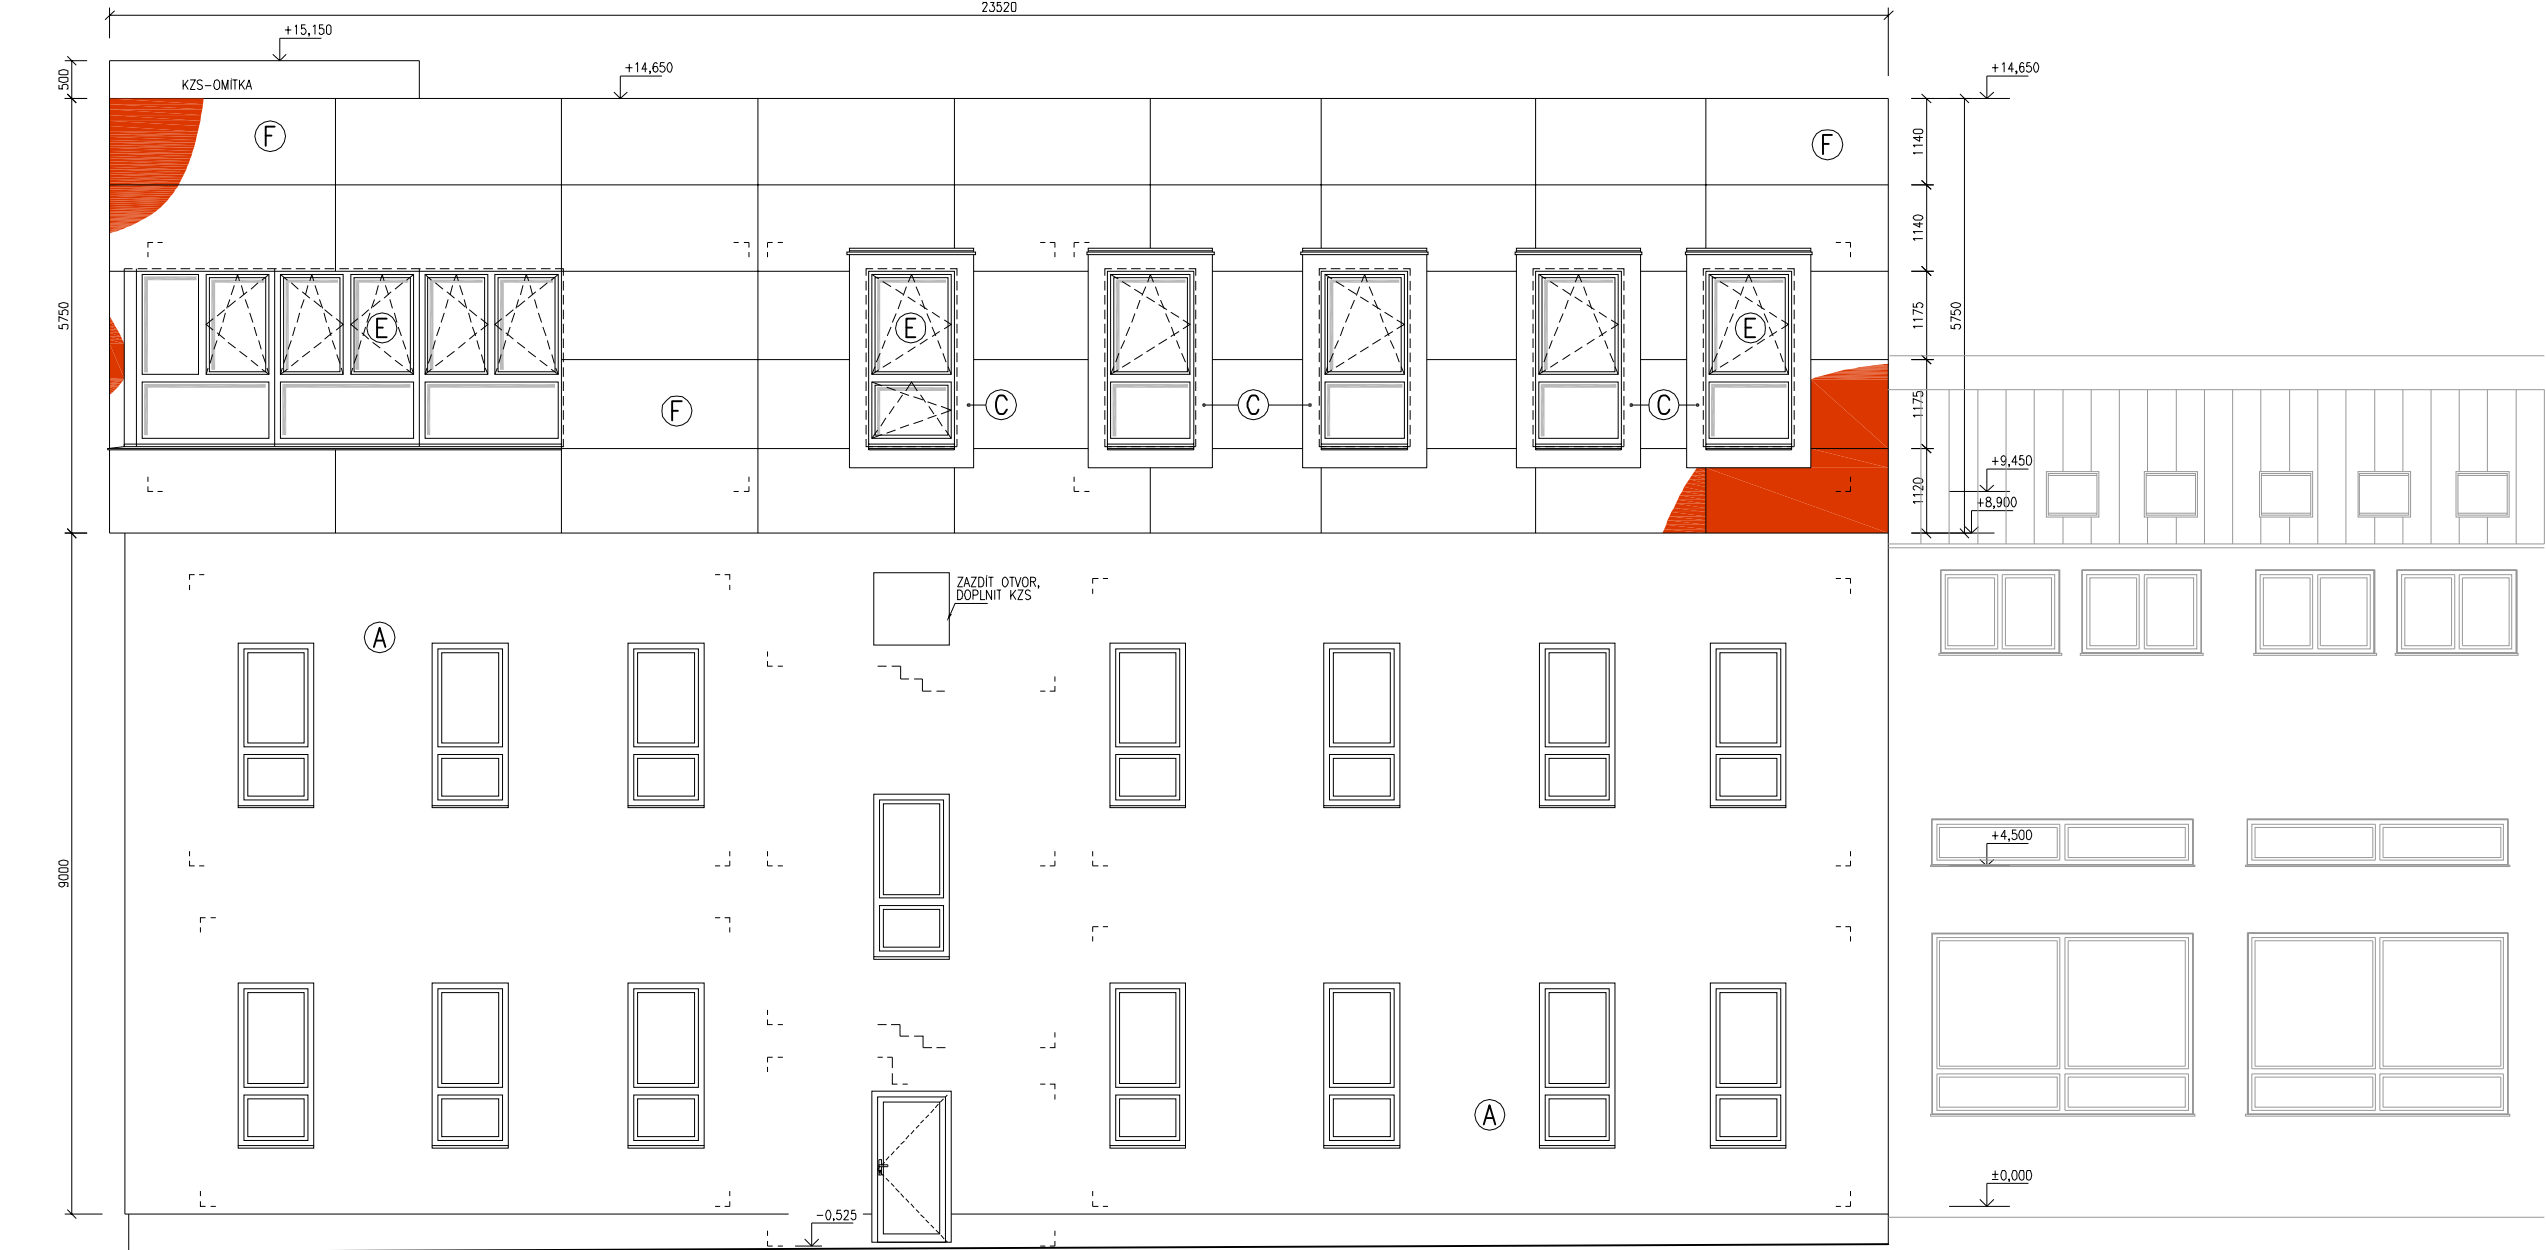 23520
+15,150
500
KZS-OMÍTKA
+14,650
+14,650
F
F
1140
1140
5750
E
E
E
1175
5750
F
C
C
C
1175
+9,450
1120
+8,900
ZAZDÍT OTVOR,
DOPLNIT KZS
A
+4,500
9000
A
±0,000
-0,525